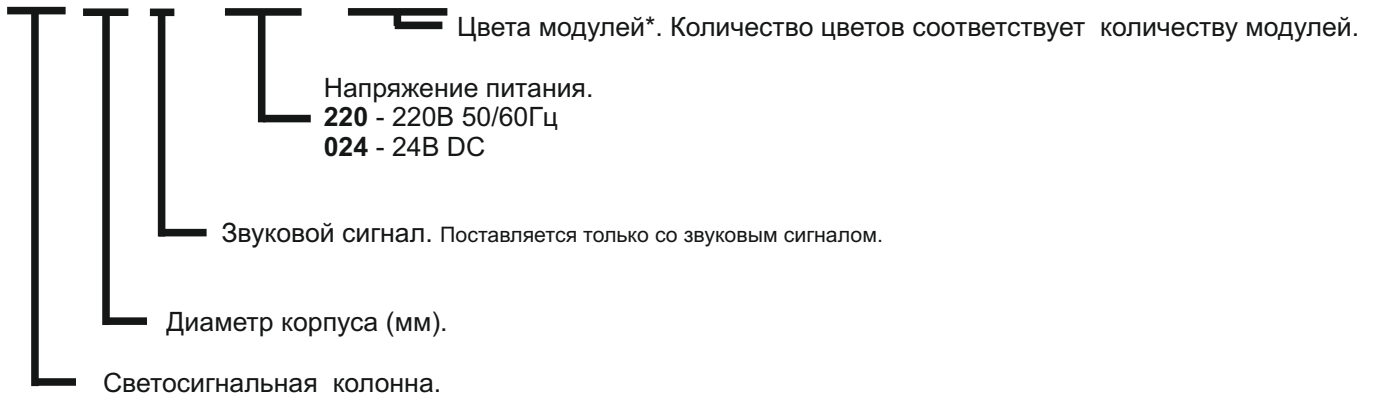 Цвета модулей*. Количество цветов соответствует количеству модулей.
Напряжение питания.
220 - 220В 50/60Гц
024 - 24В DC
Звуковой сигнал. Поставляется только со звуковым сигналом.
Диаметр корпуса (мм).
Светосигнальная колонна.